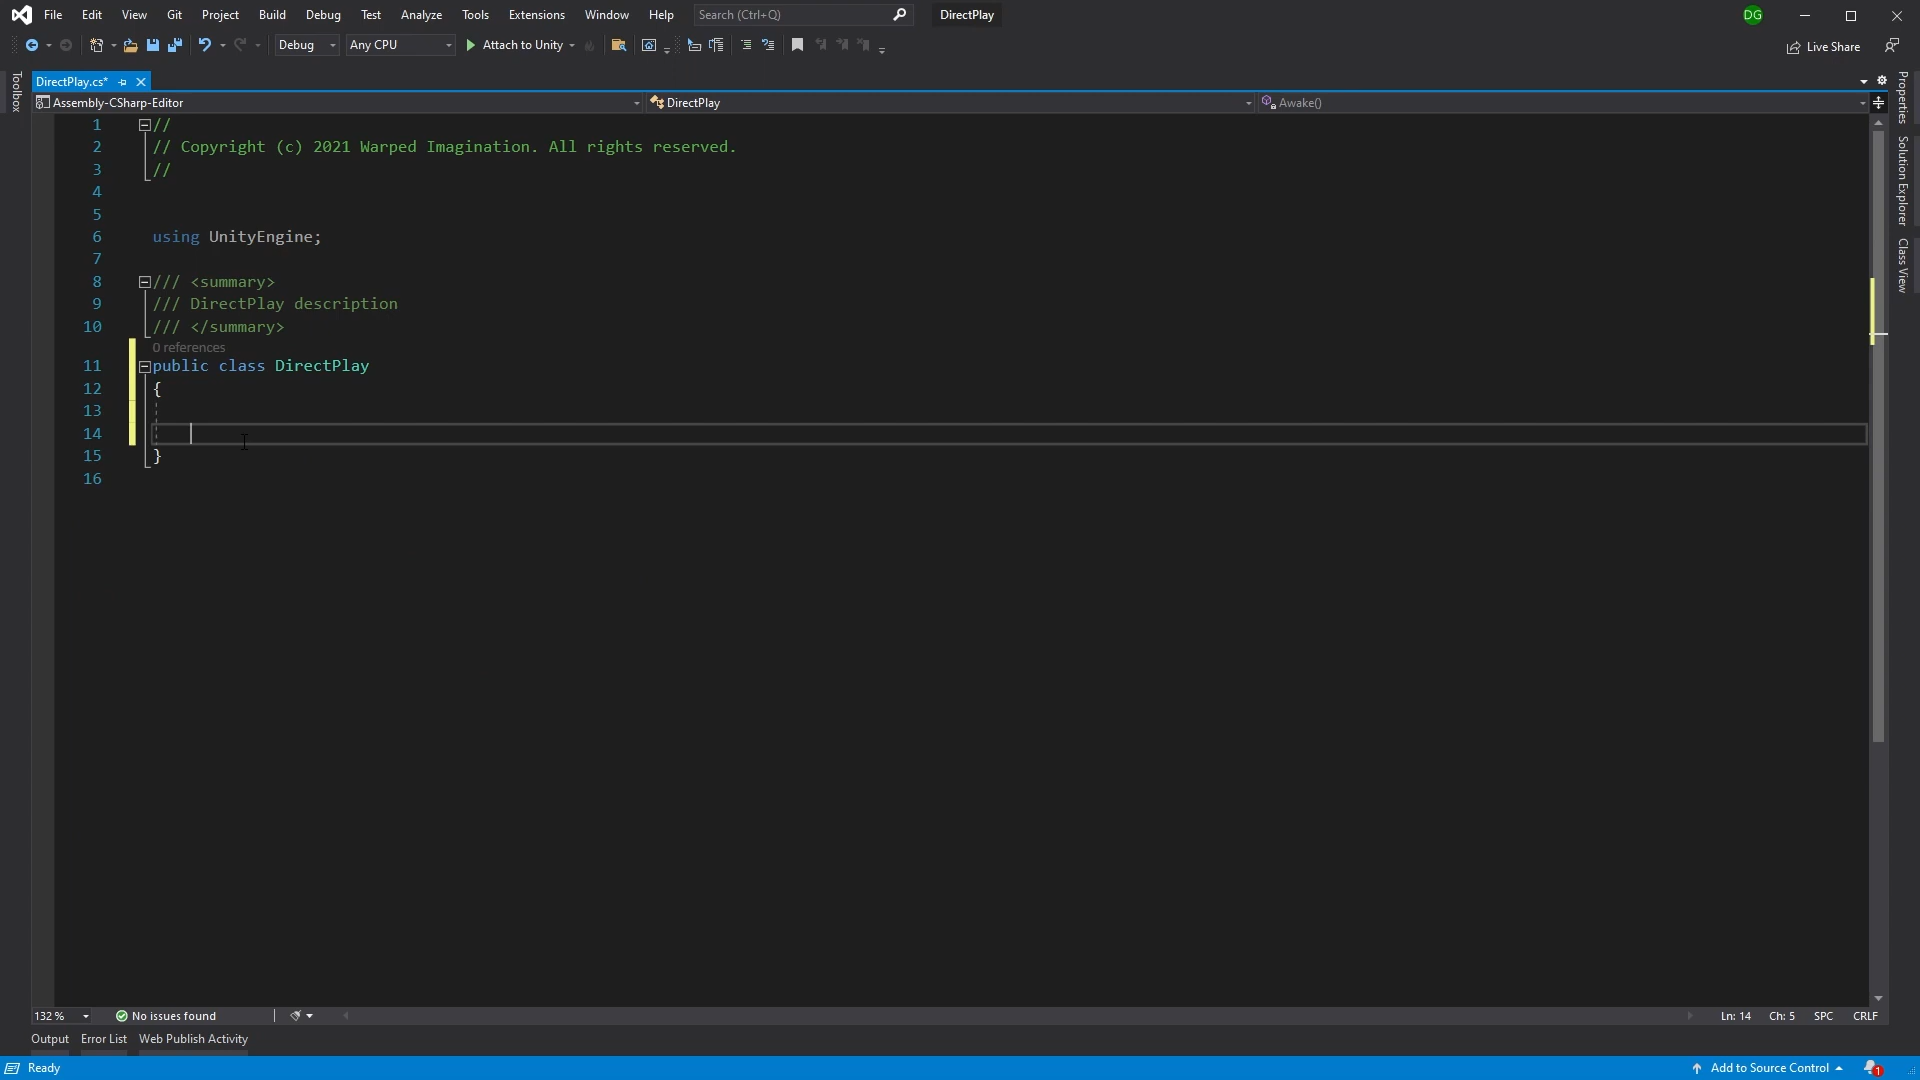 File Edit View Git Project Build Debug Test Analyze Tools Extensions Window Help Search (Ctrl+Q) DirectPlay DG
Debug Any CPU Attach to Unity Live Share
Toolbox
DirectPlay.cs*
Assembly-CSharp-Editor DirectPlay Awake()
1 //
2 // Copyright (c) 2021 Warped Imagination. All rights reserved.
3 //
4
5
6 using UnityEngine;
7
8 /// <summary>
9 /// DirectPlay description
10 /// </summary>
0 references
11 public class DirectPlay
12 {
13
14
15 }
16
Properties
Solution Explorer
Class View
132 % No issues found Ln: 14 Ch: 5 SPC CRLF
Output Error List Web Publish Activity
Ready Add to Source Control 1